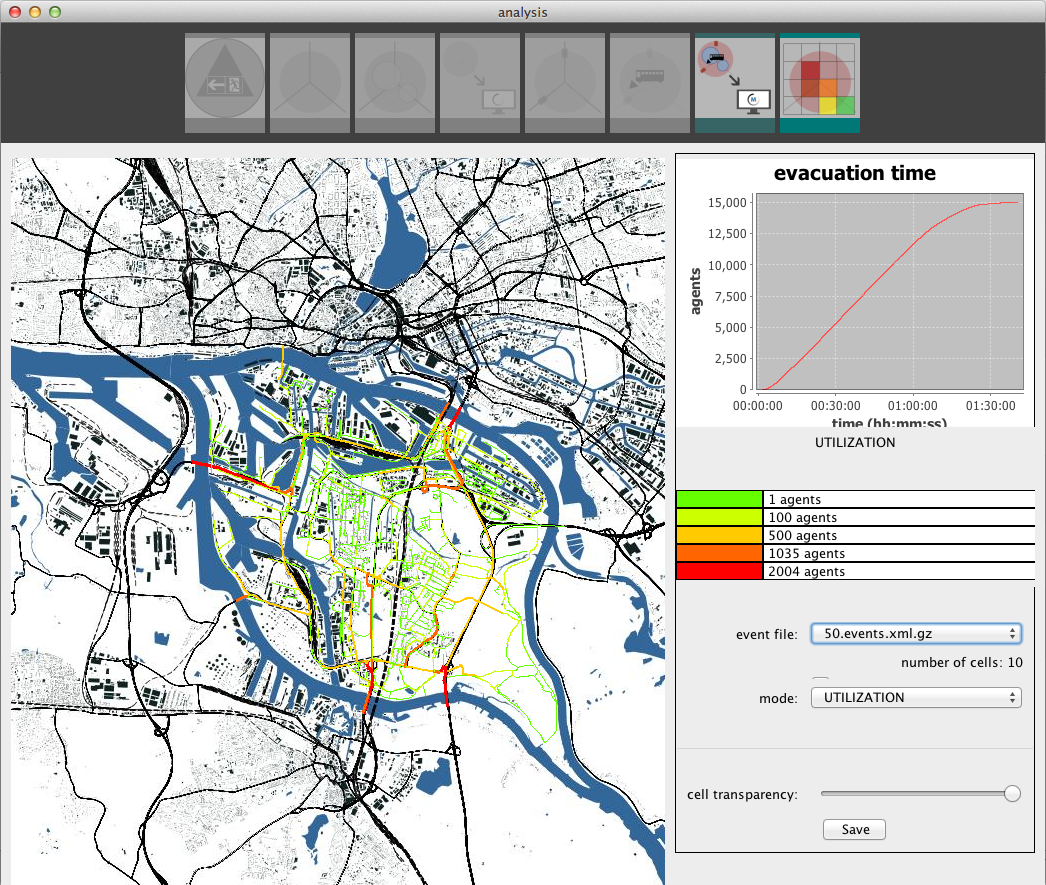 analysis
M
evacuation time
agents
15,000
12,500
10,000
7,500
5,000
2,500
0
00:00:00 00:30:00 01:00:00 01:30:00
time (hh:mm:ss)
UTILIZATION
1 agents
100 agents
500 agents
1035 agents
2004 agents
event file: 50.events.xml.gz
number of cells: 10
mode: UTILIZATION
cell transparency:
Save